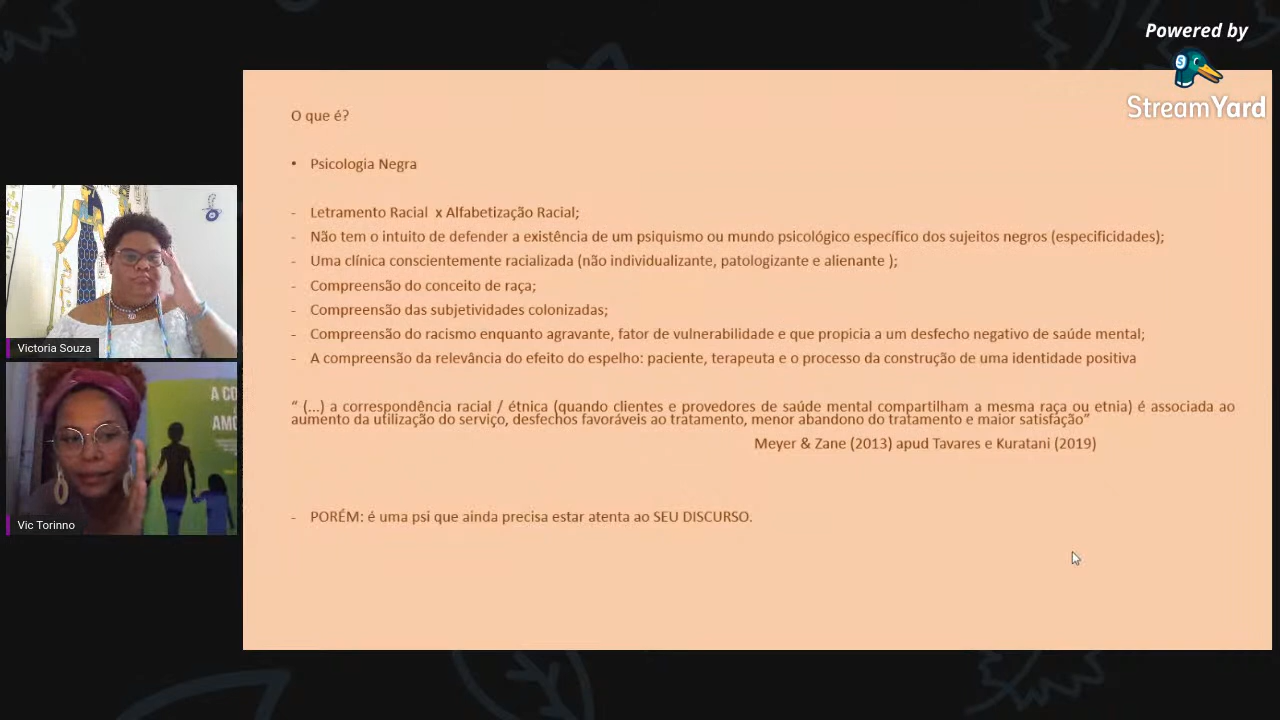 Powered by
StreamYard
O que é?
• Psicologia Negra
- Letramento Racial x Alfabetização Racial;
- Não tem o intuito de defender a existência de um psiquismo ou mundo psicológico específico dos sujeitos negros (especificidades);
- Uma clínica conscientemente racializada (não individualizante, patologizante e alienante );
- Compreensão do conceito de raça;
- Compreensão das subjetividades colonizadas;
- Compreensão do racismo enquanto agravante, fator de vulnerabilidade e que propicia a um desfecho negativo de saúde mental;
- A compreensão da relevância do efeito do espelho: paciente, terapeuta e o processo da construção de uma identidade positiva
“ (...) a correspondência racial / étnica (quando clientes e provedores de saúde mental compartilham a mesma raça ou etnia) é associada ao
aumento da utilização do serviço, desfechos favoráveis ao tratamento, menor abandono do tratamento e maior satisfação”
Meyer & Zane (2013) apud Tavares e Kuratani (2019)
- PORÉM: é uma psi que ainda precisa estar atenta ao SEU DISCURSO.
Victoria Souza
A CO
AMO
Vic Torinno